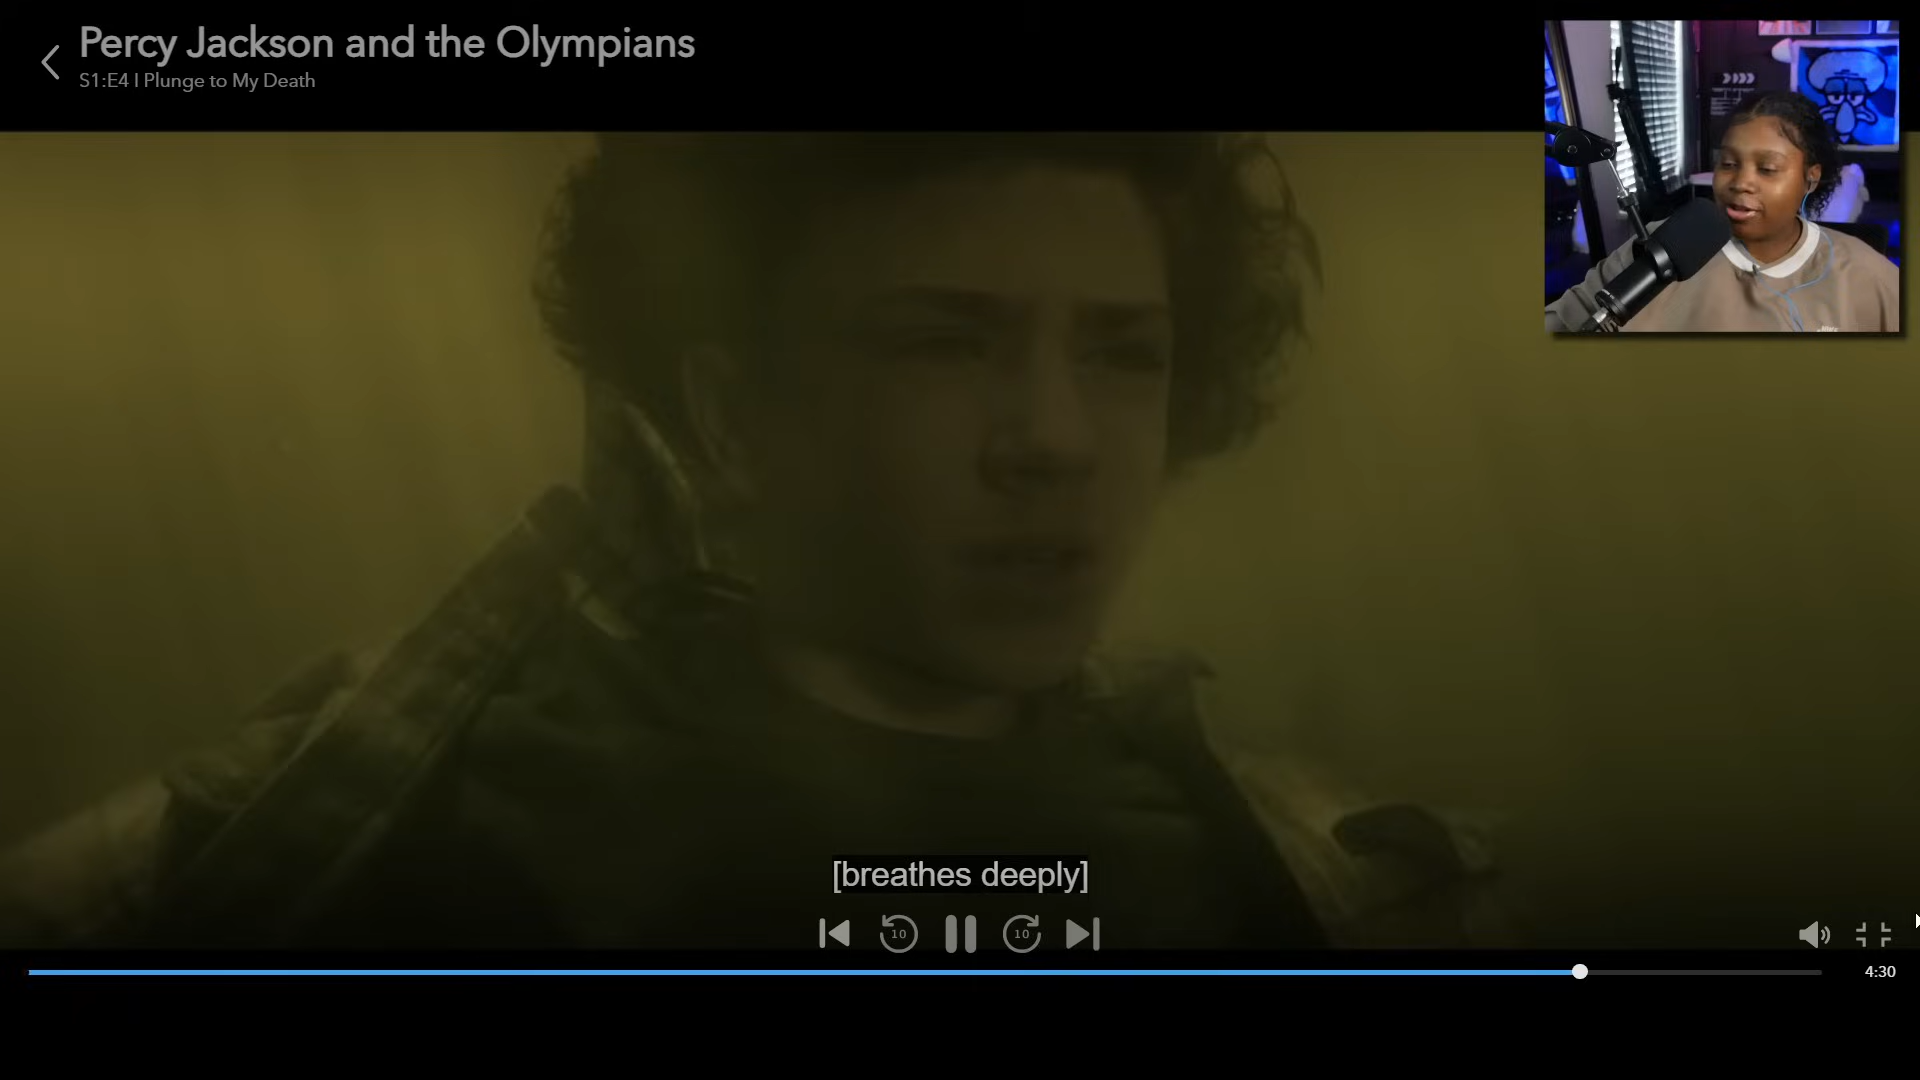 Percy Jackson and the Olympians
S1:E4 I Plunge to My Death
[breathes deeply]
10
10
4:30